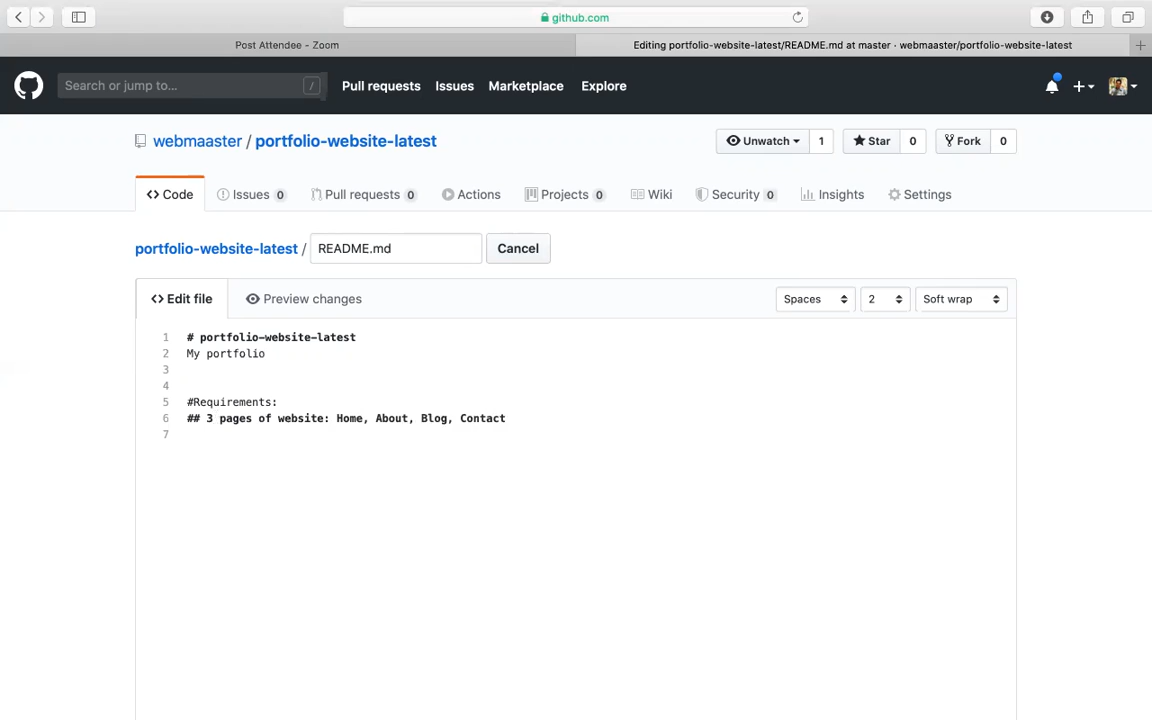 github.com
Post Attendee - Zoom
Editing portfolio-website-latest/README.md at master · webmaaster/portfolio-website-latest
Search or jump to... /
Pull requests Issues Marketplace Explore
webmaaster / portfolio-website-latest
Unwatch 1 Star 0 Fork 0
Code Issues 0 Pull requests 0 Actions Projects 0 Wiki Security 0 Insights Settings
portfolio-website-latest / README.md Cancel
<> Edit file Preview changes Spaces 2 Soft wrap
1 # portfolio-website-latest
2 My portfolio
3
4
5 #Requirements:
6 ## 3 pages of website: Home, About, Blog, Contact
7